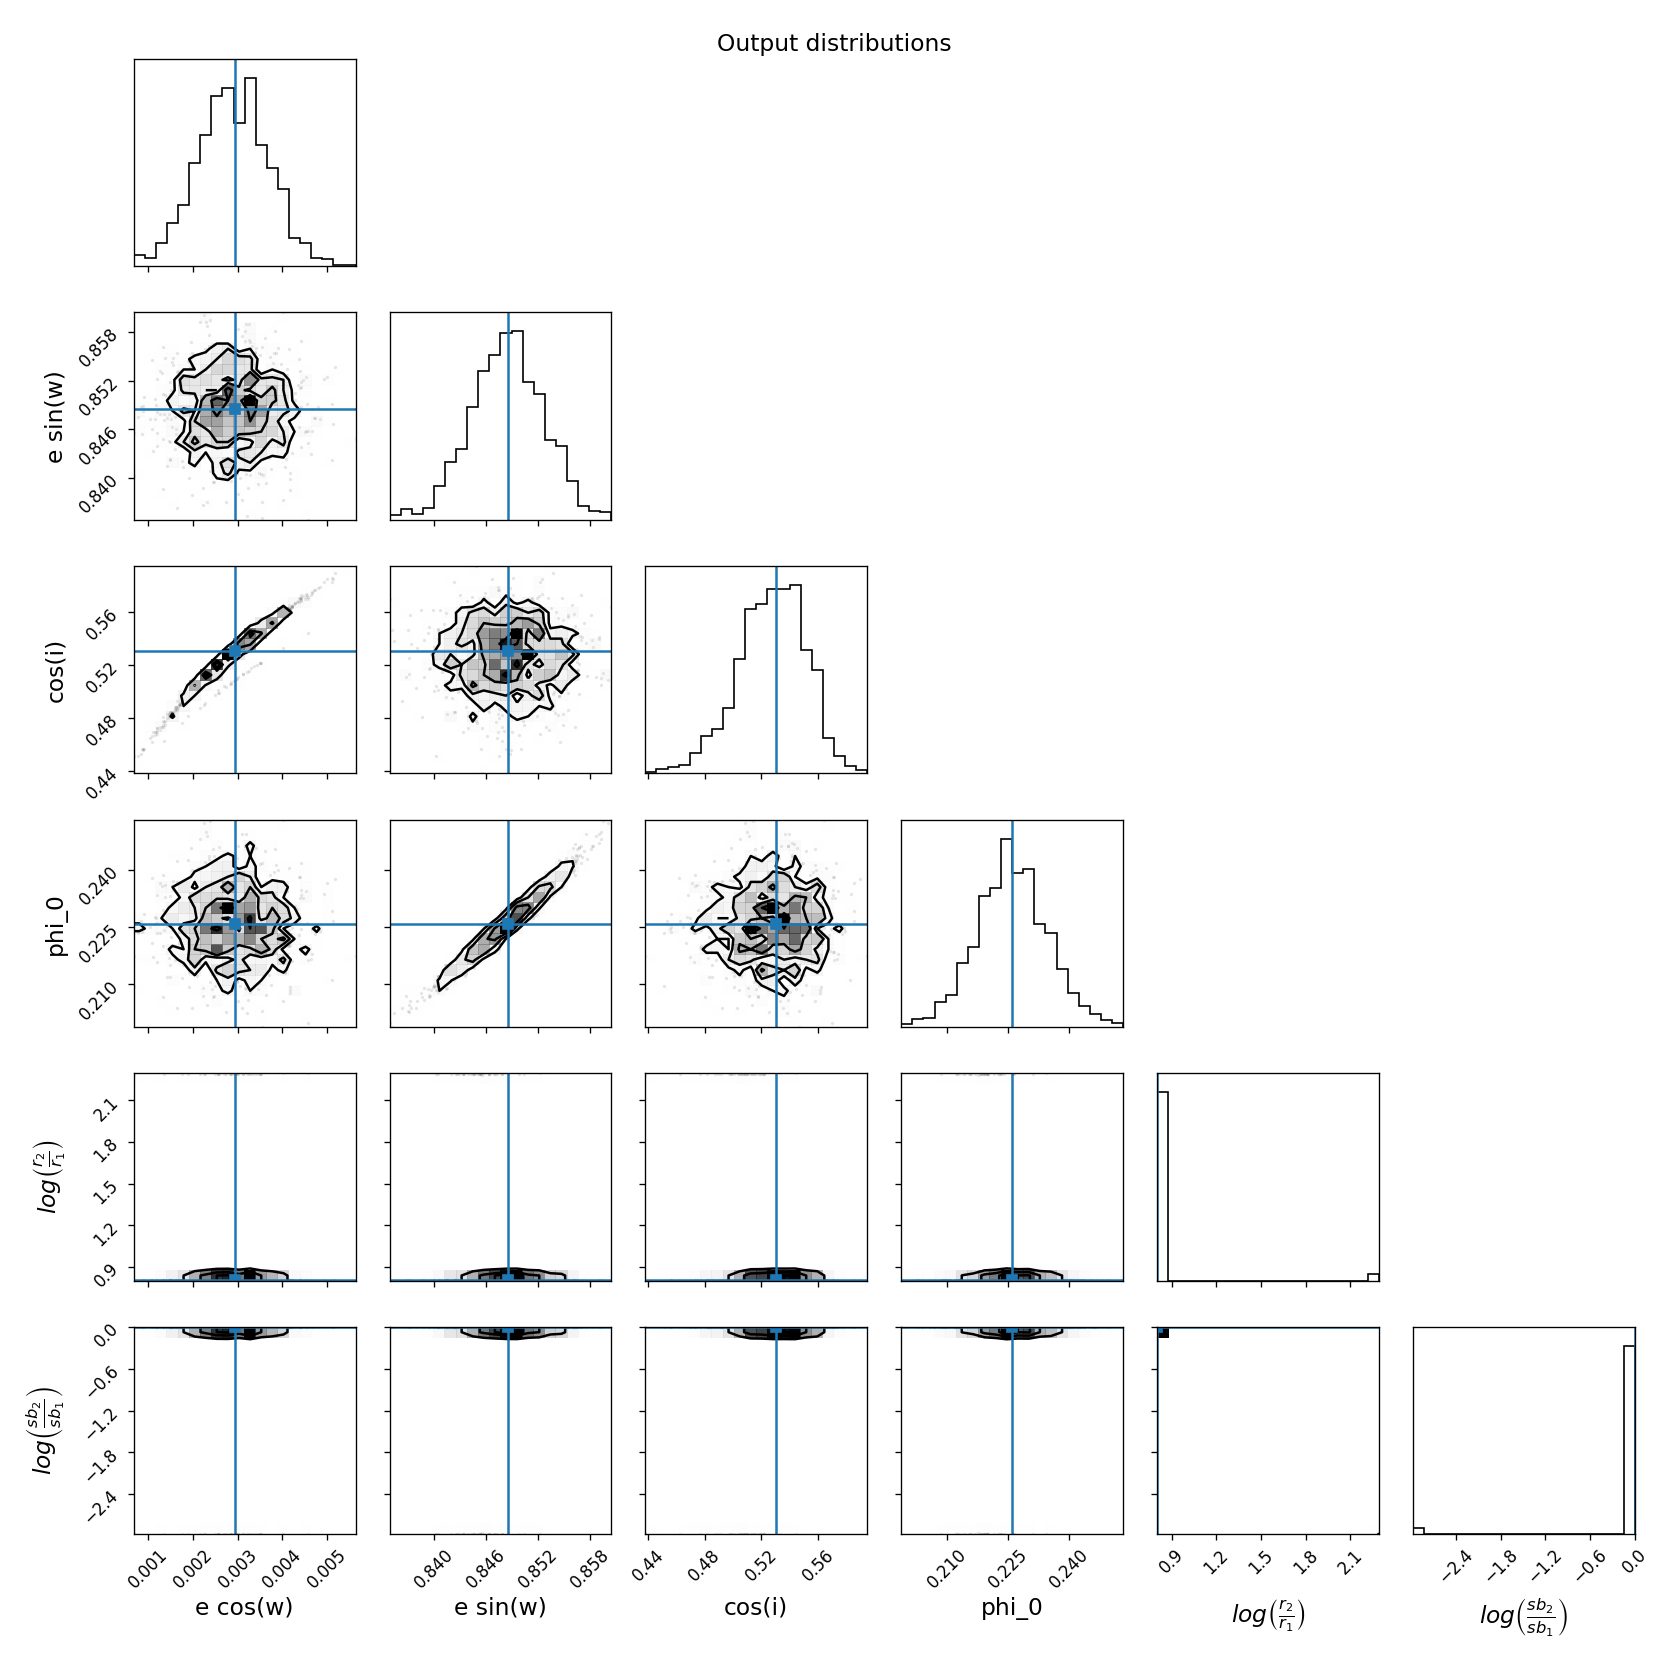 Output distributions
e sin(w)
0.858
0.852
0.846
0.840
cos(i)
0.56
0.52
0.48
0.44
phi_0
0.240
0.225
0.210
log(r2/r1)
2.1
1.8
1.5
1.2
0.9
log(sb2/sb1)
0.0
−0.6
−1.2
−1.8
−2.4
0.001 0.002 0.003 0.004 0.005
e cos(w)
0.840 0.846 0.852 0.858
e sin(w)
0.44 0.48 0.52 0.56
cos(i)
0.210 0.225 0.240
phi_0
0.9 1.2 1.5 1.8 2.1
log(r2/r1)
−2.4 −1.8 −1.2 −0.6 0.0
log(sb2/sb1)